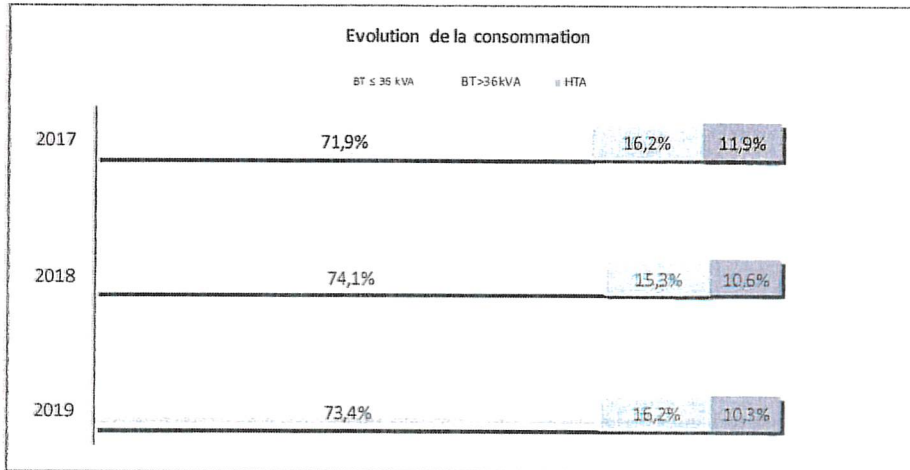 Evolution de la consommation
BT ≤ 36 kVA BT>36kVA HTA
2017 71,9% 16,2% 11,9%
2018 74,1% 15,3% 10,6%
2019 73,4% 16,2% 10,3%